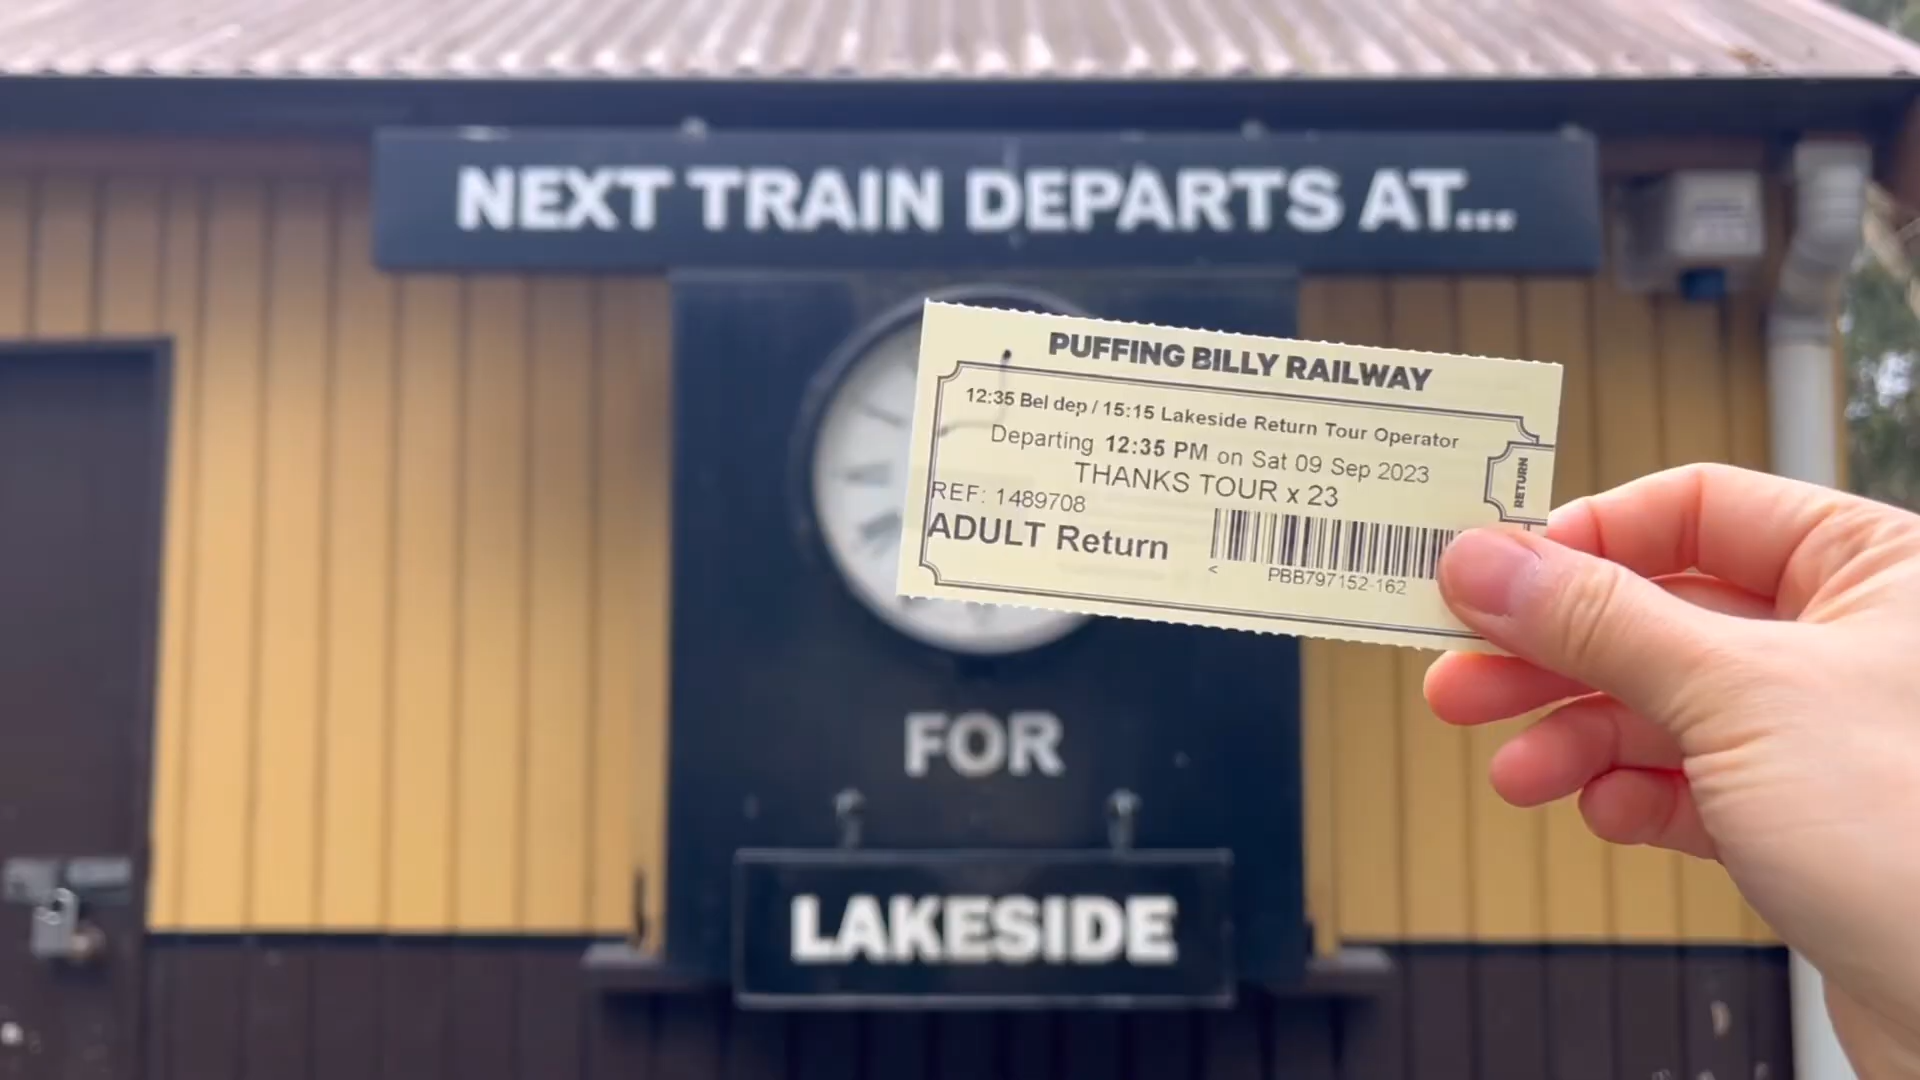 NEXT TRAIN DEPARTS AT...
PUFFING BILLY RAILWAY
12:35 Bel dep / 15:15 Lakeside Return Tour Operator
Departing 12:35 PM on Sat 09 Sep 2023
THANKS TOUR x 23
REF: 1489708
ADULT Return
< PBB797152-162
RETURN
FOR
LAKESIDE